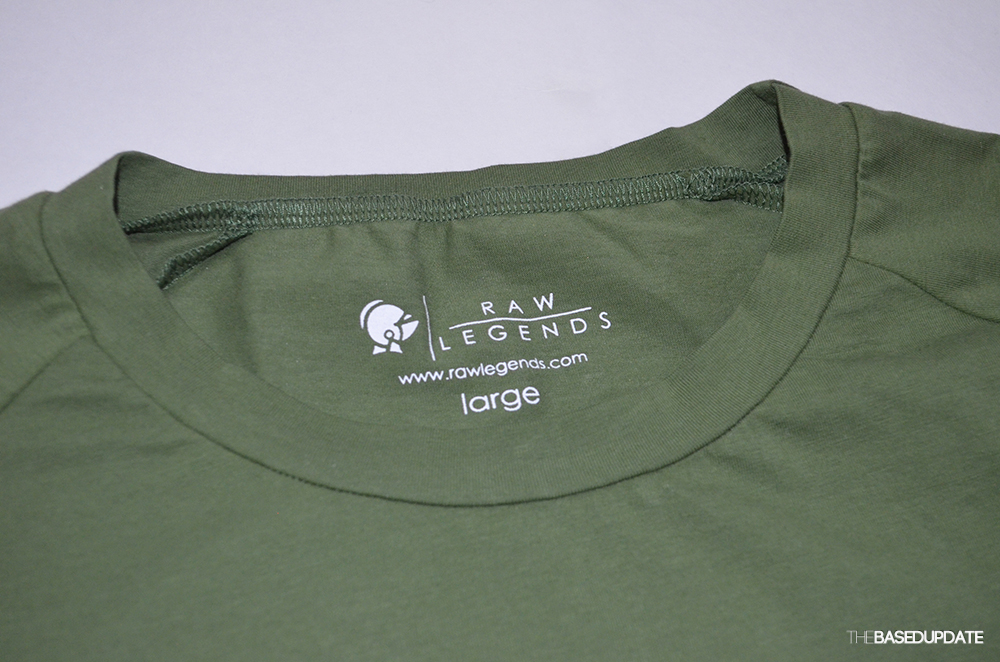 RAW
LEGENDS
www.rawlegends.com
large
THEBASEDUPDATE